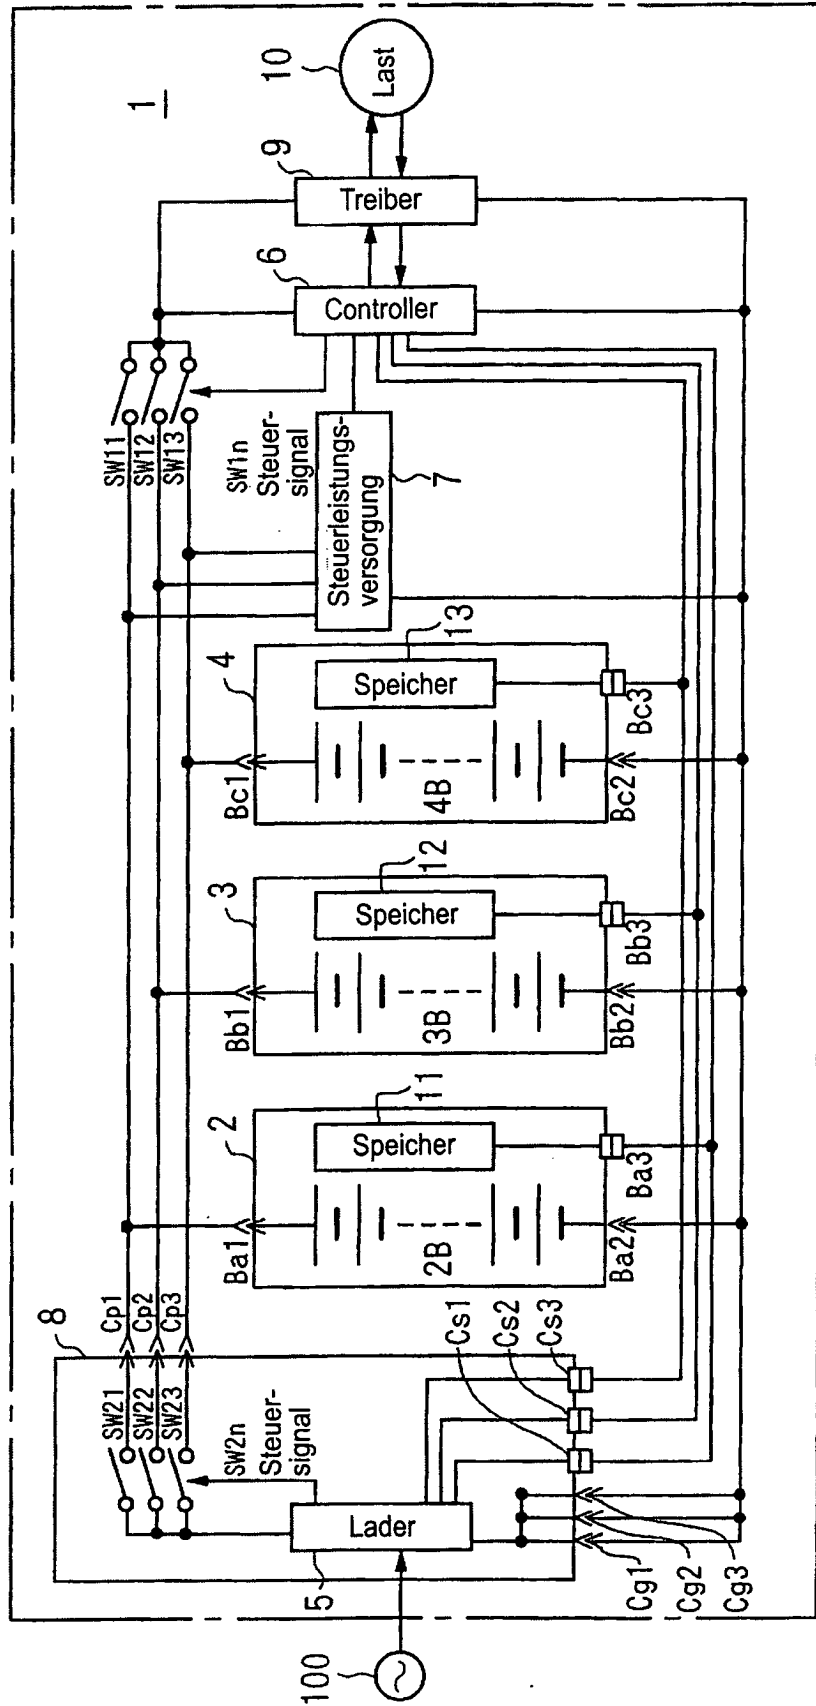 1
10
Last
9
Treiber
6
Controller
SW11
SW12
SW13
SW1n
Steuer-
signal
Steuerleistungs-
versorgung
7
4
Speicher
13
Bc1
4B
Bc2
Bc3
3
Speicher
12
Bb1
3B
Bb2
Bb3
2
Speicher
11
Ba1
2B
Ba2
Ba3
8
Cp1
Cp2
Cp3
SW21
SW22
SW23
SW2n
Steuer-
signal
Cs1
Cs2
Cs3
Lader
5
Cg1
Cg2
Cg3
100